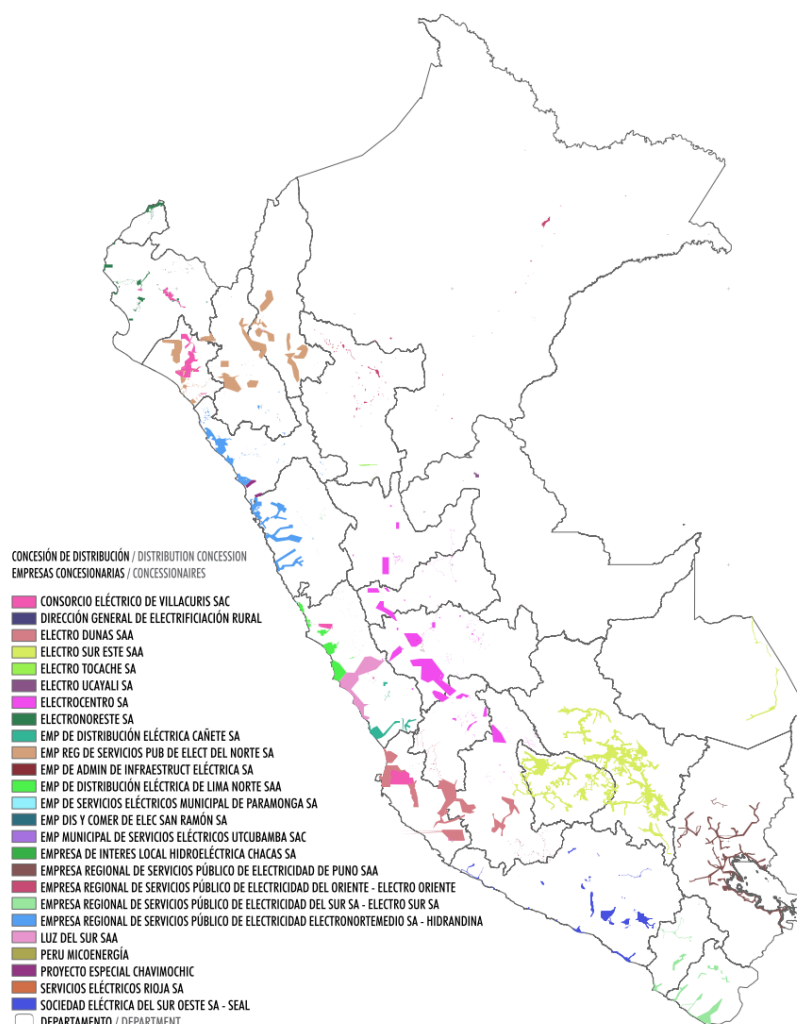 CONCESIÓN DE DISTRIBUCIÓN / DISTRIBUTION CONCESSION
EMPRESAS CONCESIONARIAS / CONCESSIONAIRES
CONSORCIO ELÉCTRICO DE VILLACURIS SAC
DIRECCIÓN GENERAL DE ELECTRIFICIACIÓN RURAL
ELECTRO DUNAS SAA
ELECTRO SUR ESTE SAA
ELECTRO TOCACHE SA
ELECTRO UCAYALI SA
ELECTROCENTRO SA
ELECTRONORESTE SA
EMP DE DISTRIBUCIÓN ELÉCTRICA CAÑETE SA
EMP REG DE SERVICIOS PUB DE ELECT DEL NORTE SA
EMP DE ADMIN DE INFRAESTRUCT ELÉCTRICA SA
EMP DE DISTRIBUCIÓN ELÉCTRICA DE LIMA NORTE SAA
EMP DE SERVICIOS ELÉCTRICOS MUNICIPAL DE PARAMONGA SA
EMP DIS Y COMER DE ELEC SAN RAMÓN SA
EMP MUNICIPAL DE SERVICIOS ELÉCTRICOS UTCUBAMBA SAC
EMPRESA DE INTERES LOCAL HIDROELÉCTRICA CHACAS SA
EMPRESA REGIONAL DE SERVICIOS PÚBLICO DE ELECTRICIDAD DE PUNO SAA
EMPRESA REGIONAL DE SERVICIOS PÚBLICO DE ELECTRICIDAD DEL ORIENTE - ELECTRO ORIENTE
EMPRESA REGIONAL DE SERVICIOS PÚBLICO DE ELECTRICIDAD DEL SUR SA - ELECTRO SUR SA
EMPRESA REGIONAL DE SERVICIOS PÚBLICO DE ELECTRICIDAD ELECTRONORTEMEDIO SA - HIDRANDINA
LUZ DEL SUR SAA
PERU MICOENERGÍA
PROYECTO ESPECIAL CHAVIMOCHIC
SERVICIOS ELÉCTRICOS RIOJA SA
SOCIEDAD ELÉCTRICA DEL SUR OESTE SA - SEAL
DEPARTAMENTO / DEPARTMENT